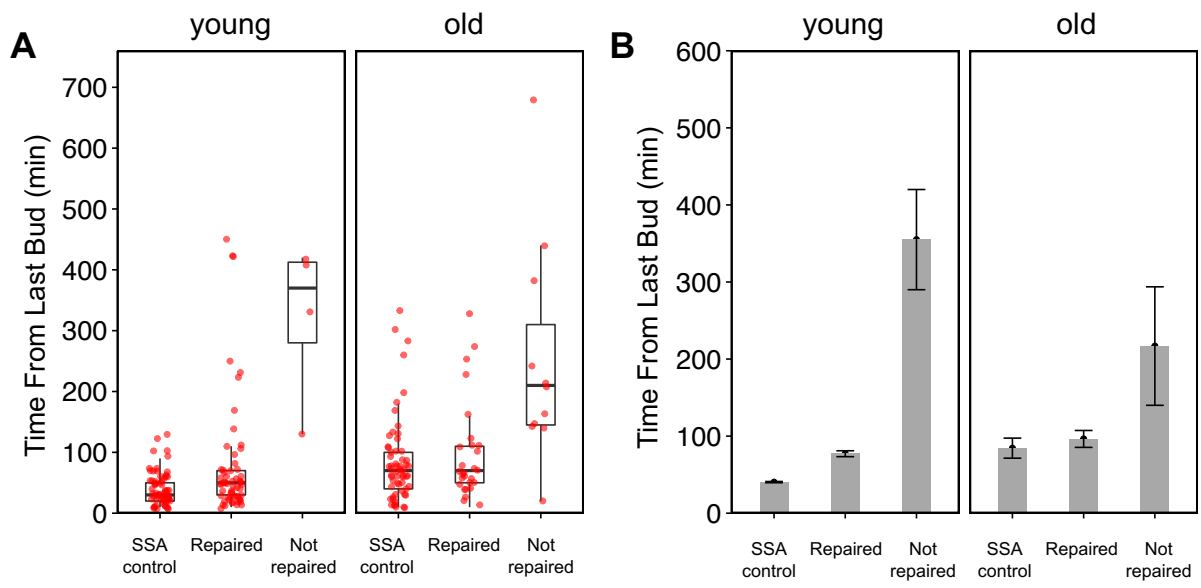 A
young
old
Time From Last Bud (min)
700
600
500
400
300
200
100
0
SSA
control
Repaired
Not
repaired
SSA
control
Repaired
Not
repaired
B
young
old
Time From Last Bud (min)
600
500
400
300
200
100
0
SSA
control
Repaired
Not
repaired
SSA
control
Repaired
Not
repaired